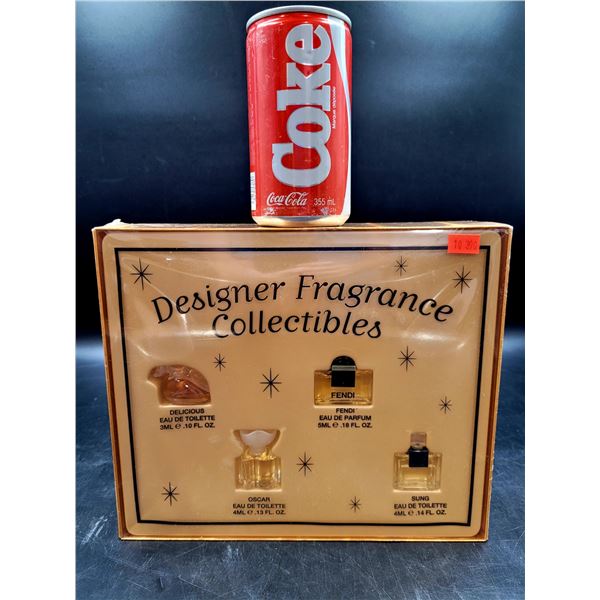 Coke
Marque déposée
Coca-Cola 355 mL
Designer Fragrance
Collectibles
DELICIOUS
EAU DE TOILETTE
3ML e .10 FL. OZ.
FENDI
FENDI
EAU DE PARFUM
5ML e .18 FL. OZ.
OSCAR
EAU DE TOILETTE
4ML e .13 FL. OZ.
SUNG
EAU DE TOILETTE
4ML e .14 FL. OZ.